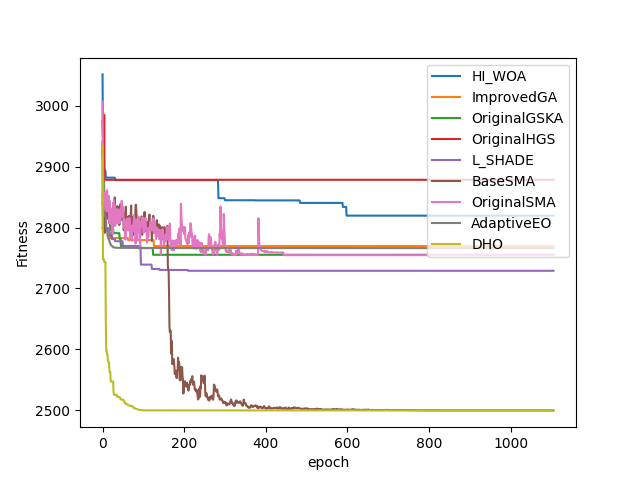 3000
2900
2800
2700
2600
2500
Fitness
0
200
400
600
800
1000
epoch
HI_WOA
ImprovedGA
OriginalGSKA
OriginalHGS
L_SHADE
BaseSMA
OriginalSMA
AdaptiveEO
DHO